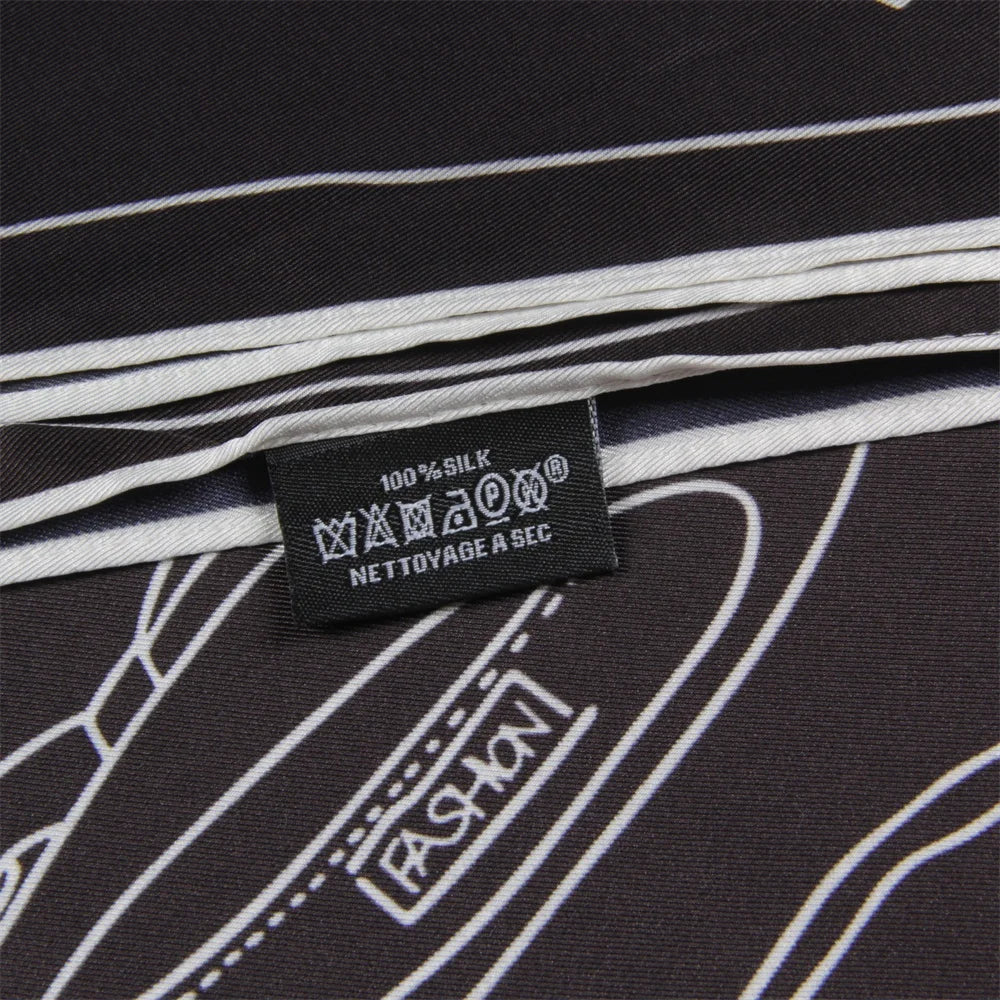 100% SILK
P W ®
NETTOYAGE A SEC
FASHION